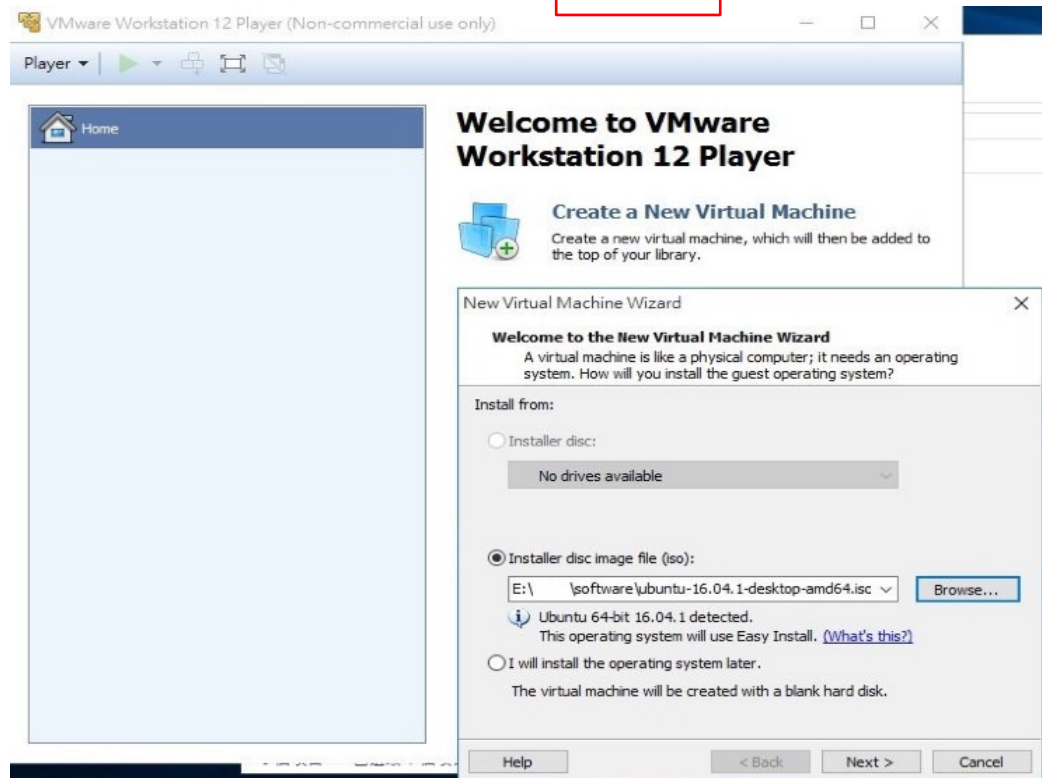 VMware Workstation 12 Player (Non-commercial use only)
Player
Home
Welcome to VMware
Workstation 12 Player
Create a New Virtual Machine
Create a new virtual machine, which will then be added to
the top of your library.
New Virtual Machine Wizard
Welcome to the New Virtual Machine Wizard
A virtual machine is like a physical computer; it needs an operating
system. How will you install the guest operating system?
Install from:
Installer disc:
No drives available
Installer disc image file (iso):
E:\ \software\ubuntu-16.04.1-desktop-amd64.isc
Browse...
Ubuntu 64-bit 16.04.1 detected.
This operating system will use Easy Install. (What's this?)
I will install the operating system later.
The virtual machine will be created with a blank hard disk.
Help
< Back
Next >
Cancel